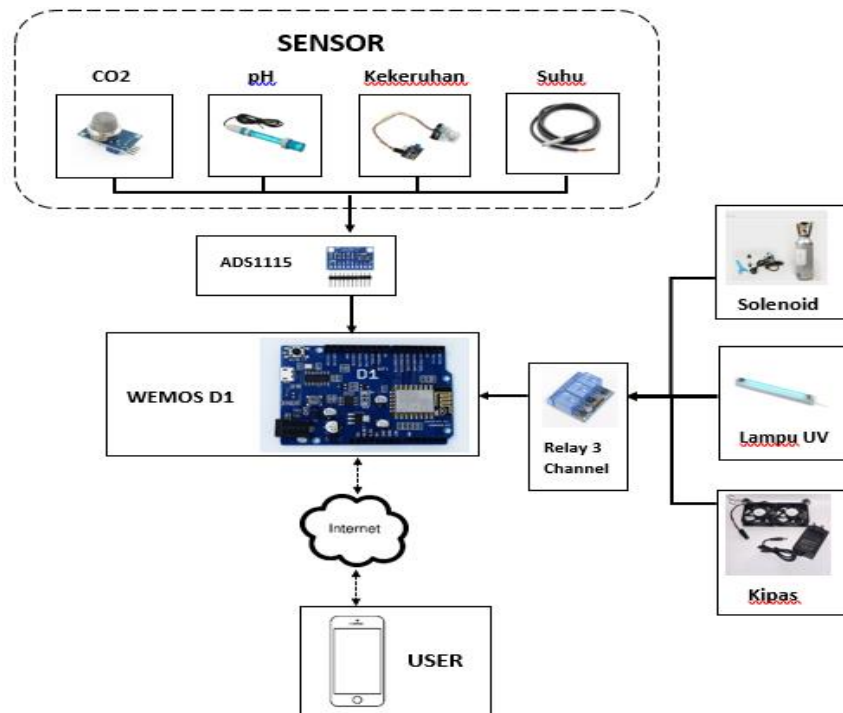 SENSOR
CO2
pH
Kekeruhan
Suhu
ADS1115
Solenoid
WEMOS D1
D1
Relay 3
Channel
Lampu UV
Internet
Kipas
USER